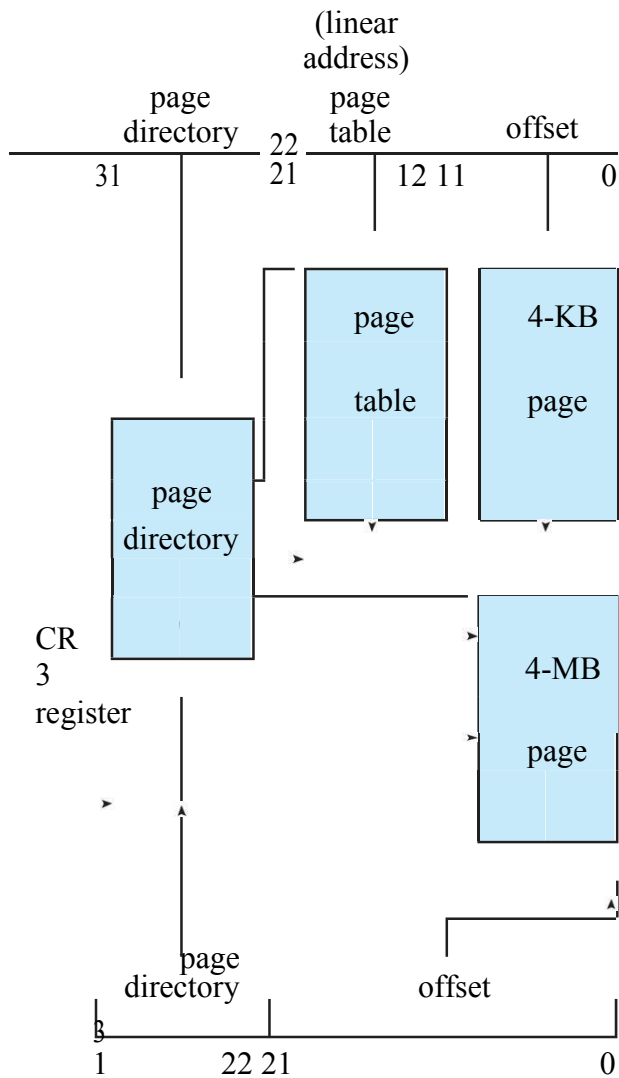 (linear
address)
page
directory
page
table
offset
22
31
21
12 11
0
page
4-KB
table
page
page
directory
CR
3
register
4-MB
page
page
directory
offset
3
1
22 21
0